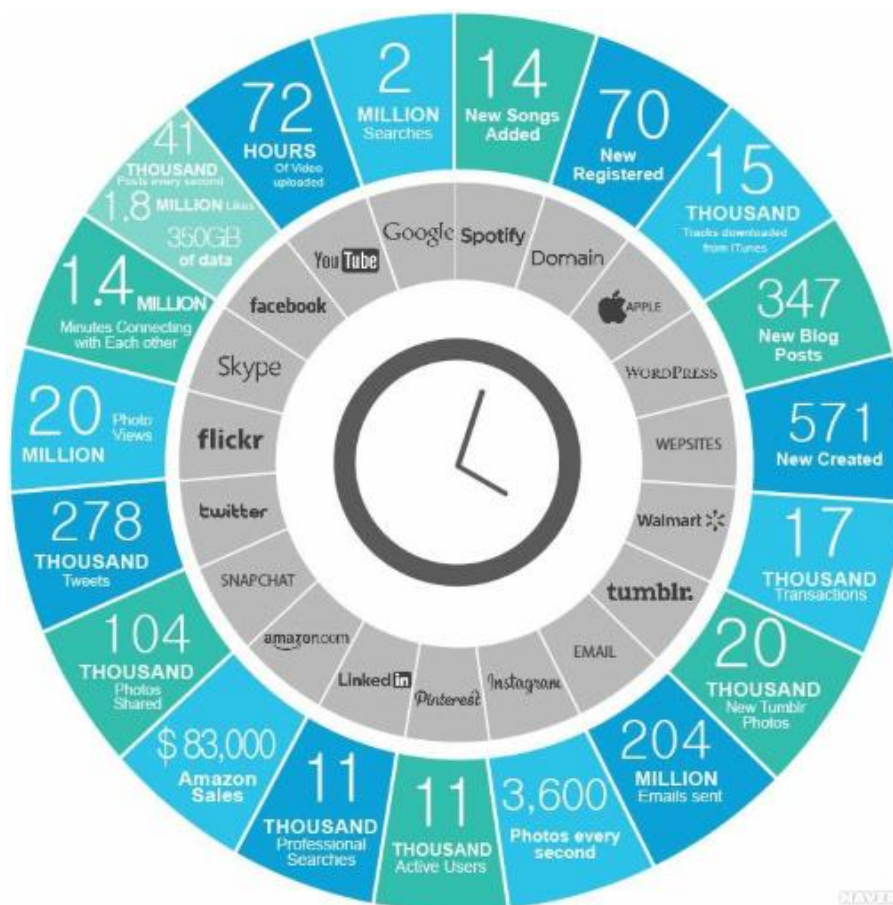 2
MILLION
Searches
14
New Songs
Added
70
New
Registered
15
THOUSAND
Tracks downloaded
from iTunes
347
New Blog
Posts
571
New Created
17
THOUSAND
Transactions
20
THOUSAND
New Tumblr
Photos
204
MILLION
Emails sent
3,600
Photos every
second
11
THOUSAND
Active Users
11
THOUSAND
Professional
Searches
$ 83,000
Amazon
Sales
104
THOUSAND
Photos
Shared
278
THOUSAND
Tweets
20
MILLION
Photo
Views
1.4 MILLION
Minutes Connecting
with Each other
41
THOUSAND
Posts every second
1.8 MILLION Likes
350GB
of data
72
HOURS
Of Video
uploaded
Google
Spotify
Domain
APPLE
WORDPRESS
WEPSITES
Walmart
tumblr.
EMAIL
Instagram
Pinterest
Linked in
amazon.com
SNAPCHAT
twitter
flickr
Skype
facebook
You Tube